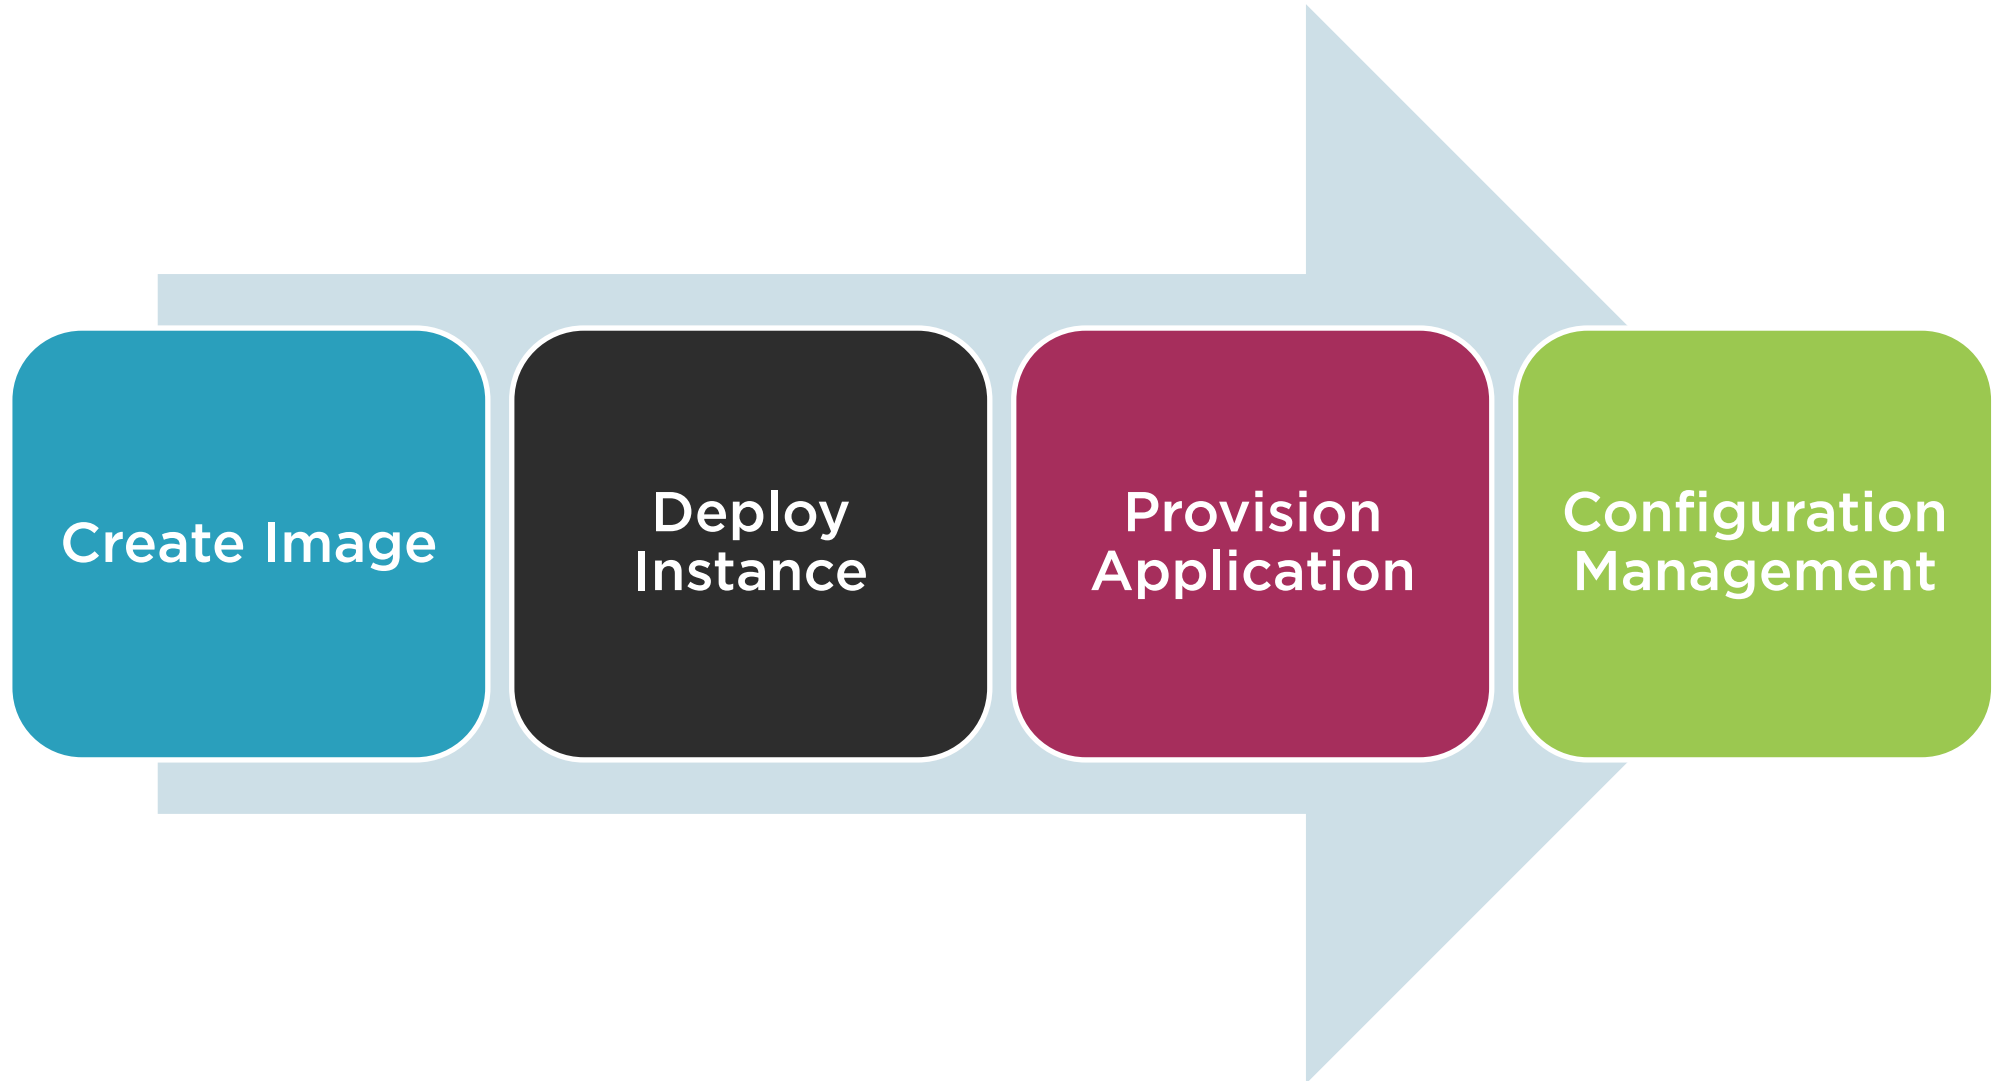 Create Image
Deploy
Instance
Provision
Application
Configuration
Management